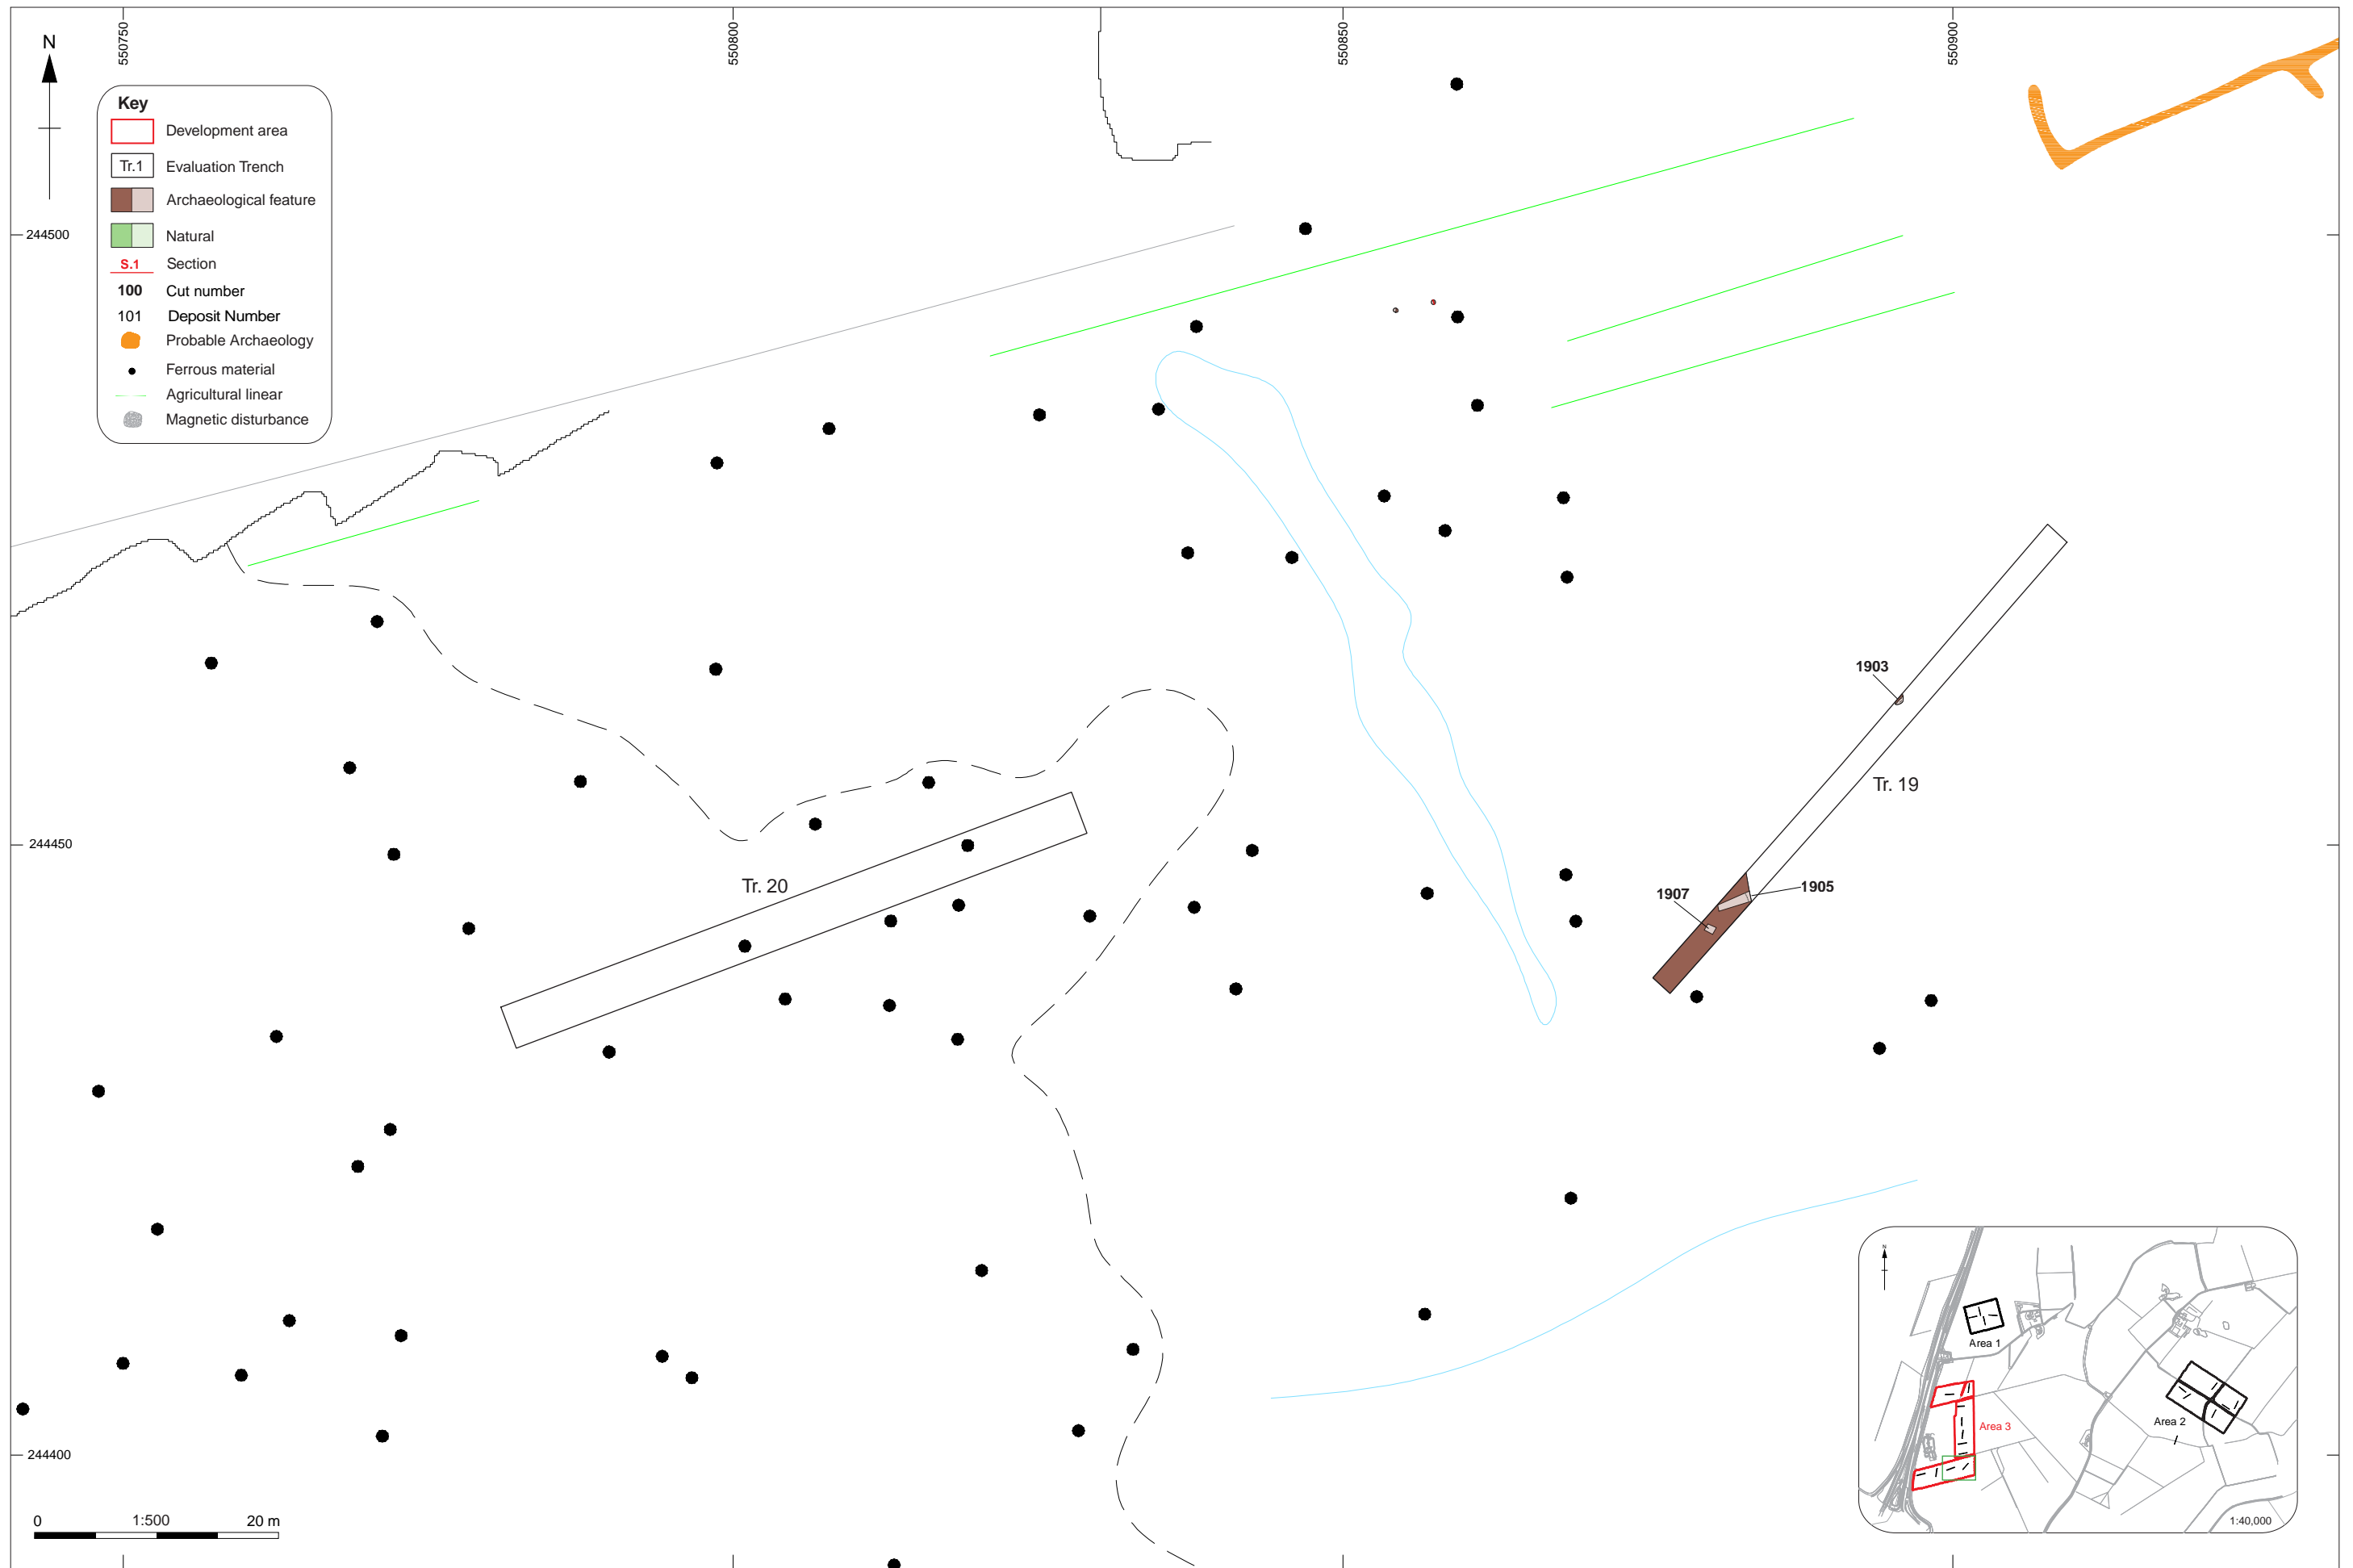 550750
550800
550850
550900
N
Key
Development area
Tr.1 Evaluation Trench
Archaeological feature
Natural
S.1 Section
100 Cut number
101 Deposit Number
Probable Archaeology
Ferrous material
Agricultural linear
Magnetic disturbance
244500
1903
Tr. 19
244450
Tr. 20
1907
1905
N
Area 1
Area 3
Area 2
1:40,000
244400
0 1:500 20 m